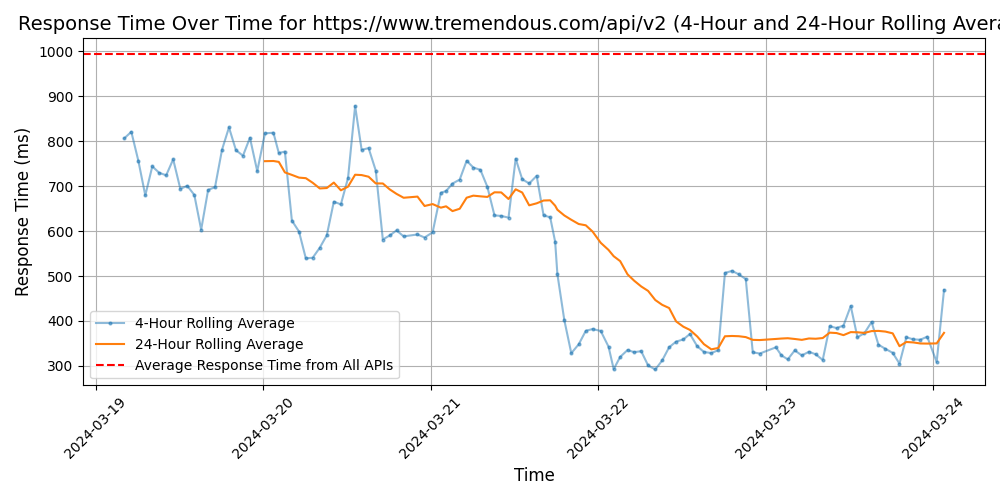 Response Time Over Time for https://www.tremendous.com/api/v2 (4-Hour and 24-Hour Rolling Avera
1000
900
800
700
600
500
400
300
Response Time (ms)
4-Hour Rolling Average
24-Hour Rolling Average
Average Response Time from All APIs
2024-03-19
2024-03-20
2024-03-21
2024-03-22
2024-03-23
2024-03-24
Time